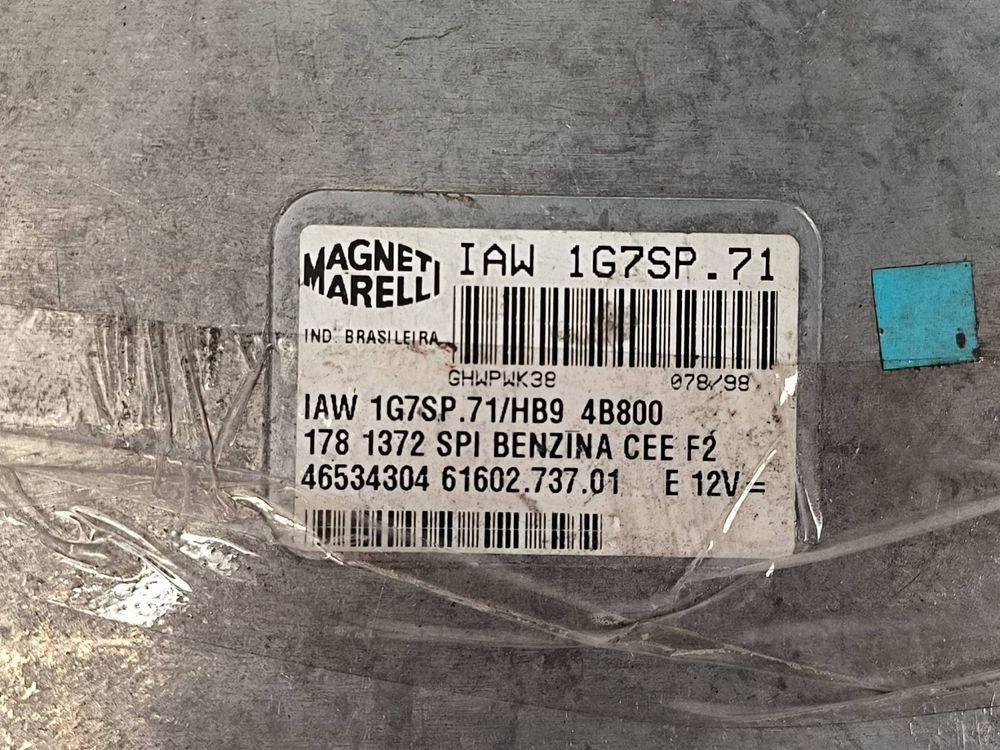 MAGNETI MARELLI
IAW 1G7SP.71
IND. BRASILEIRA
GHWPWK38 078/98
IAW 1G7SP.71/HB9 4B800
178 1372 SPI BENZINA CEE F2
46534304 61602.737.01 E 12V =